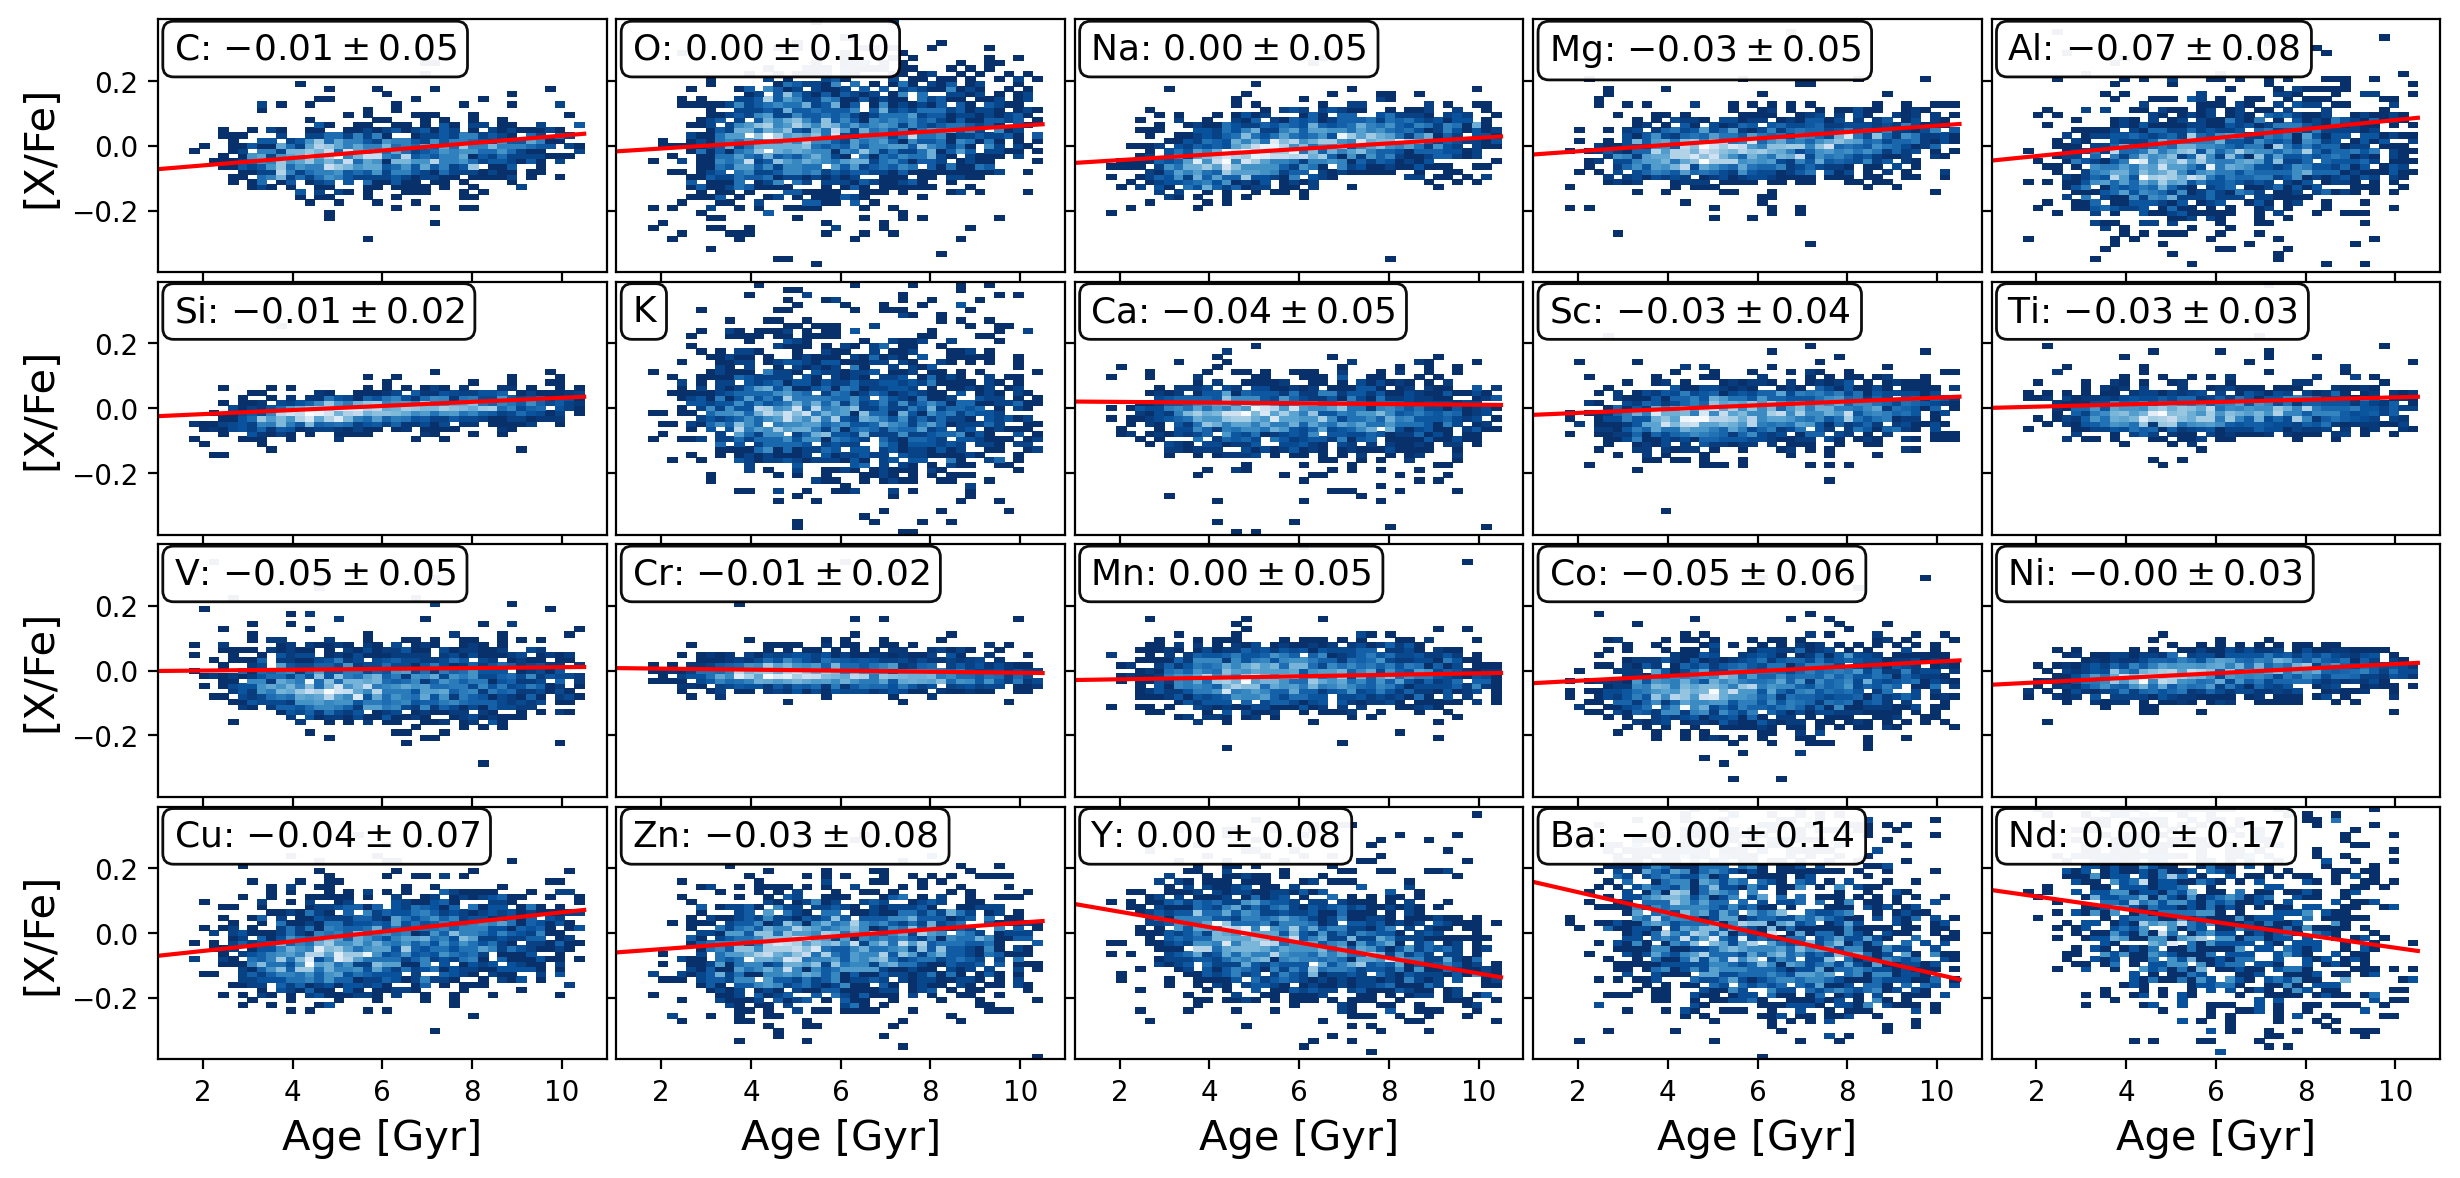 C: −0.01 ± 0.05
O: 0.00 ± 0.10
Na: 0.00 ± 0.05
Mg: −0.03 ± 0.05
Al: −0.07 ± 0.08
[X/Fe]
0.2
0.0
−0.2
Si: −0.01 ± 0.02
K
Ca: −0.04 ± 0.05
Sc: −0.03 ± 0.04
Ti: −0.03 ± 0.03
[X/Fe]
0.2
0.0
−0.2
V: −0.05 ± 0.05
Cr: −0.01 ± 0.02
Mn: 0.00 ± 0.05
Co: −0.05 ± 0.06
Ni: −0.00 ± 0.03
[X/Fe]
0.2
0.0
−0.2
Cu: −0.04 ± 0.07
Zn: −0.03 ± 0.08
Y: 0.00 ± 0.08
Ba: −0.00 ± 0.14
Nd: 0.00 ± 0.17
[X/Fe]
0.2
0.0
−0.2
2 4 6 8 10
2 4 6 8 10
2 4 6 8 10
2 4 6 8 10
2 4 6 8 10
Age [Gyr]
Age [Gyr]
Age [Gyr]
Age [Gyr]
Age [Gyr]